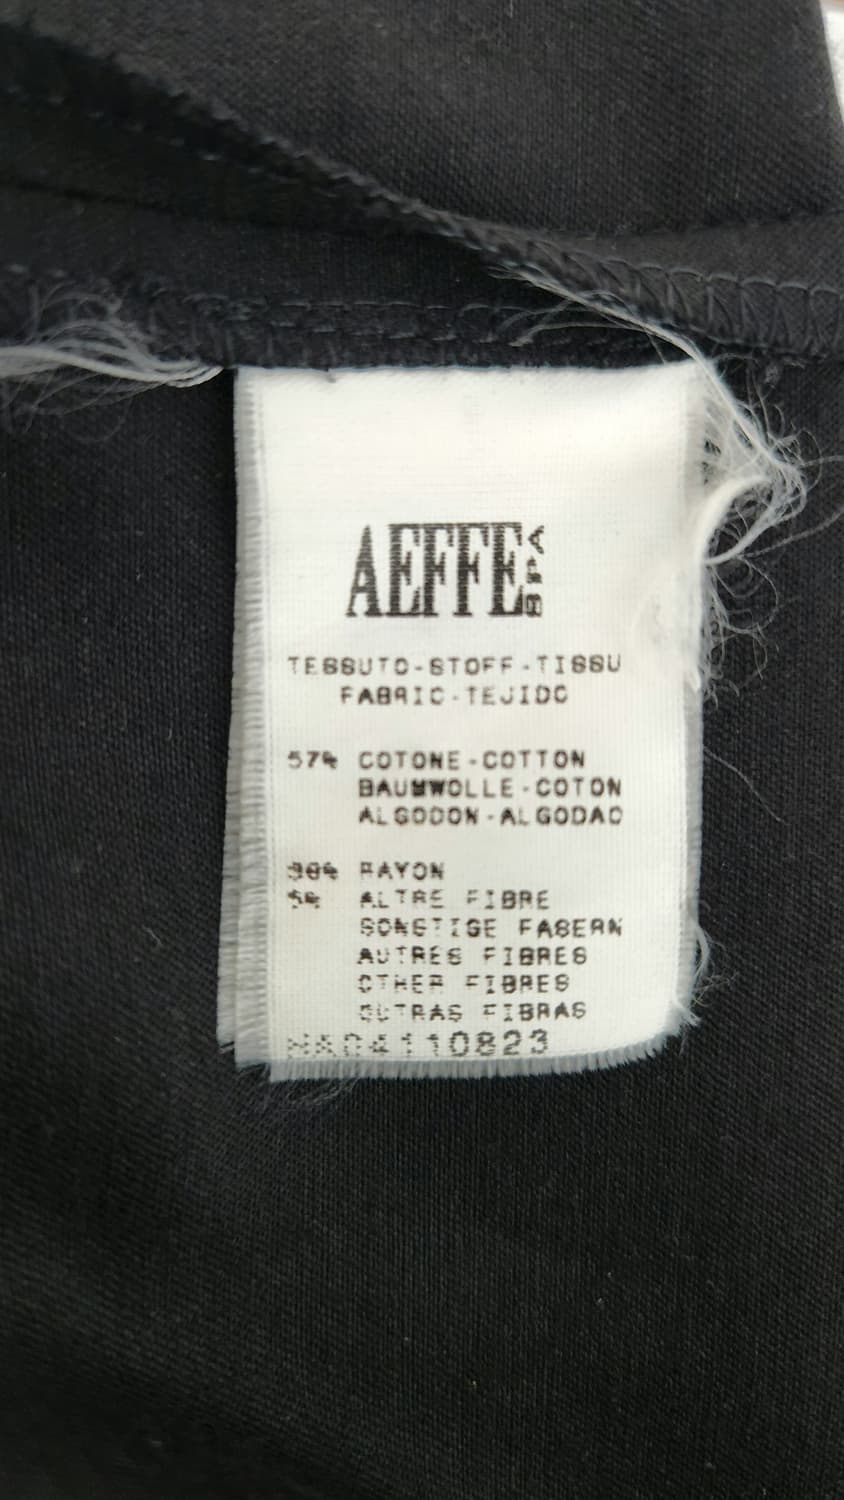 AEFFE SPA
TESSUTO-STOFF-TISSU
FABRIC-TEJIDO
57% COTONE-COTTON
BAUMWOLLE-COTON
ALGODON-ALGODAO
RAYON
5% ALTRE FIBRE
SONSTIGE FASERN
AUTRES FIBRES
OTHER FIBRES
OUTRAS FIBRAS